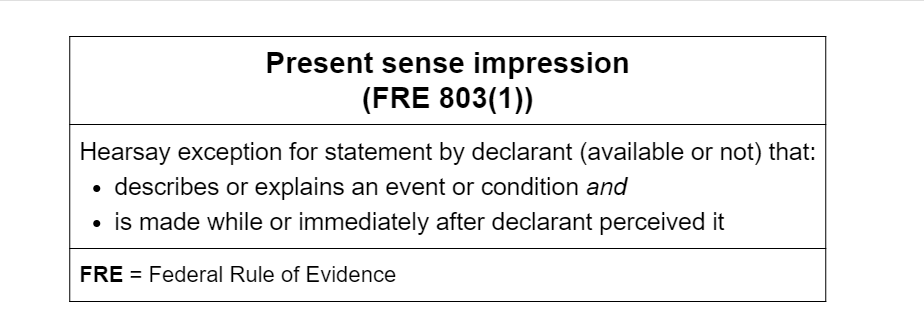 Present sense impression
(FRE 803(1))
Hearsay exception for statement by declarant (available or not) that:
• describes or explains an event or condition and
• is made while or immediately after declarant perceived it
FRE = Federal Rule of Evidence